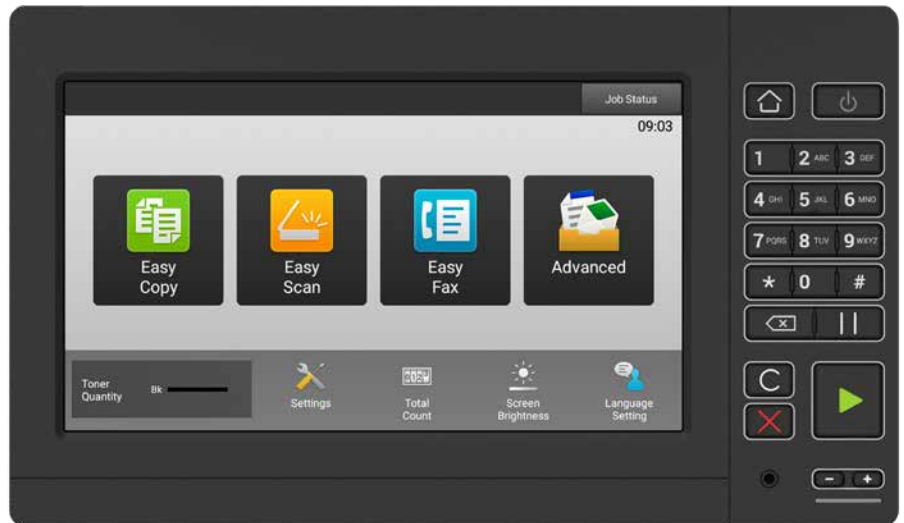 Job Status
09:03
Easy
Copy
Easy
Scan
Easy
Fax
Advanced
Toner
Quantity
Bk
Settings
Total
Count
Screen
Brightness
Language
Setting
1 2 ABC 3 DEF
4 GHI 5 JKL 6 MNO
7 PQRS 8 TUV 9 WXYZ
* 0 #
C
- +